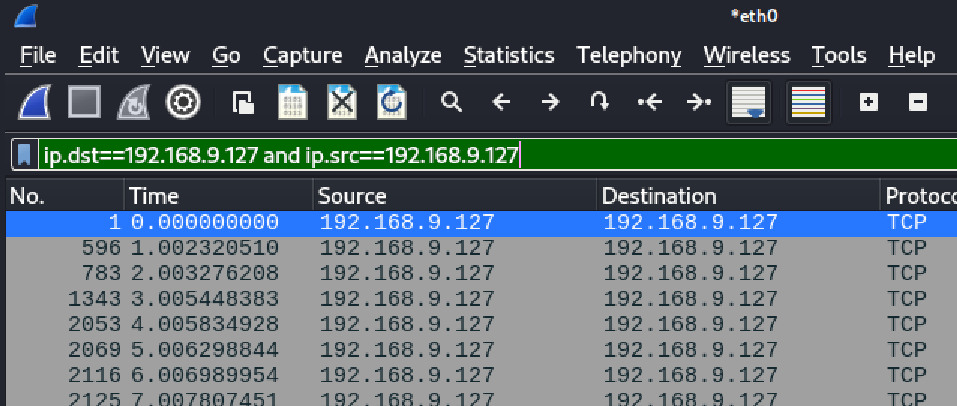 *eth0
File Edit View Go Capture Analyze Statistics Telephony Wireless Tools Help
ip.dst==192.168.9.127 and ip.src==192.168.9.127
No. Time Source Destination Protoco
1 0.000000000 192.168.9.127 192.168.9.127 TCP
596 1.002320510 192.168.9.127 192.168.9.127 TCP
783 2.003276208 192.168.9.127 192.168.9.127 TCP
1343 3.005448383 192.168.9.127 192.168.9.127 TCP
2053 4.005834928 192.168.9.127 192.168.9.127 TCP
2069 5.006298844 192.168.9.127 192.168.9.127 TCP
2116 6.006989954 192.168.9.127 192.168.9.127 TCP
2125 7.007807451 192.168.9.127 192.168.9.127 TCP